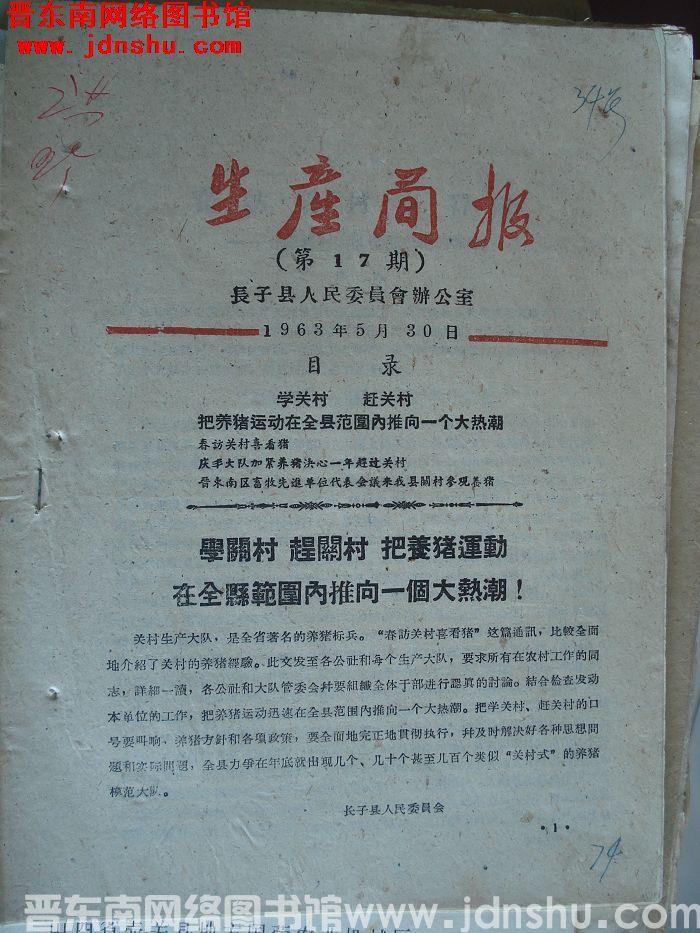 晋东南网络图书馆
www.jdnshu.com
生產简报
(第17期)
長子县人民委員會辦公室
1963年5月30日
目录
学关村 赶关村
把养猪运动在全县范圍內推向一个大热潮
春訪关村喜看猪
庆丰大队加紧养猪决心一年赶过关村
晋东南区畜牧先進单位代表会議来我县關村參观养猪
學關村 趕關村 把養猪運動
在全縣範圍內推向一個大熱潮！
关村生产大队，是全省著名的养猪标兵。“春訪关村喜看猪”这篇通訊，比較全面
地介紹了关村的养猪經驗。此文发至各公社和每个生产大队，要求所有在农村工作的同
志，詳細一讀，各公社和大队管委会幷要組織全体干部进行認眞的討論。結合检查发动
本单位的工作，把养猪运动迅速在全县范围内推向一个大热潮。把学关村、赶关村的口
号要叫响，养猪方針和各項政策，要全面地完正地貫彻执行，幷及时解决好各种思想問
題和实际問題，全县力爭在年底就出现几个、几十个甚至几百个类似“关村式”的养猪
模范大队。
长子县人民委員会
·1·
74
晋东南网络图书馆 www.jdnshu.com